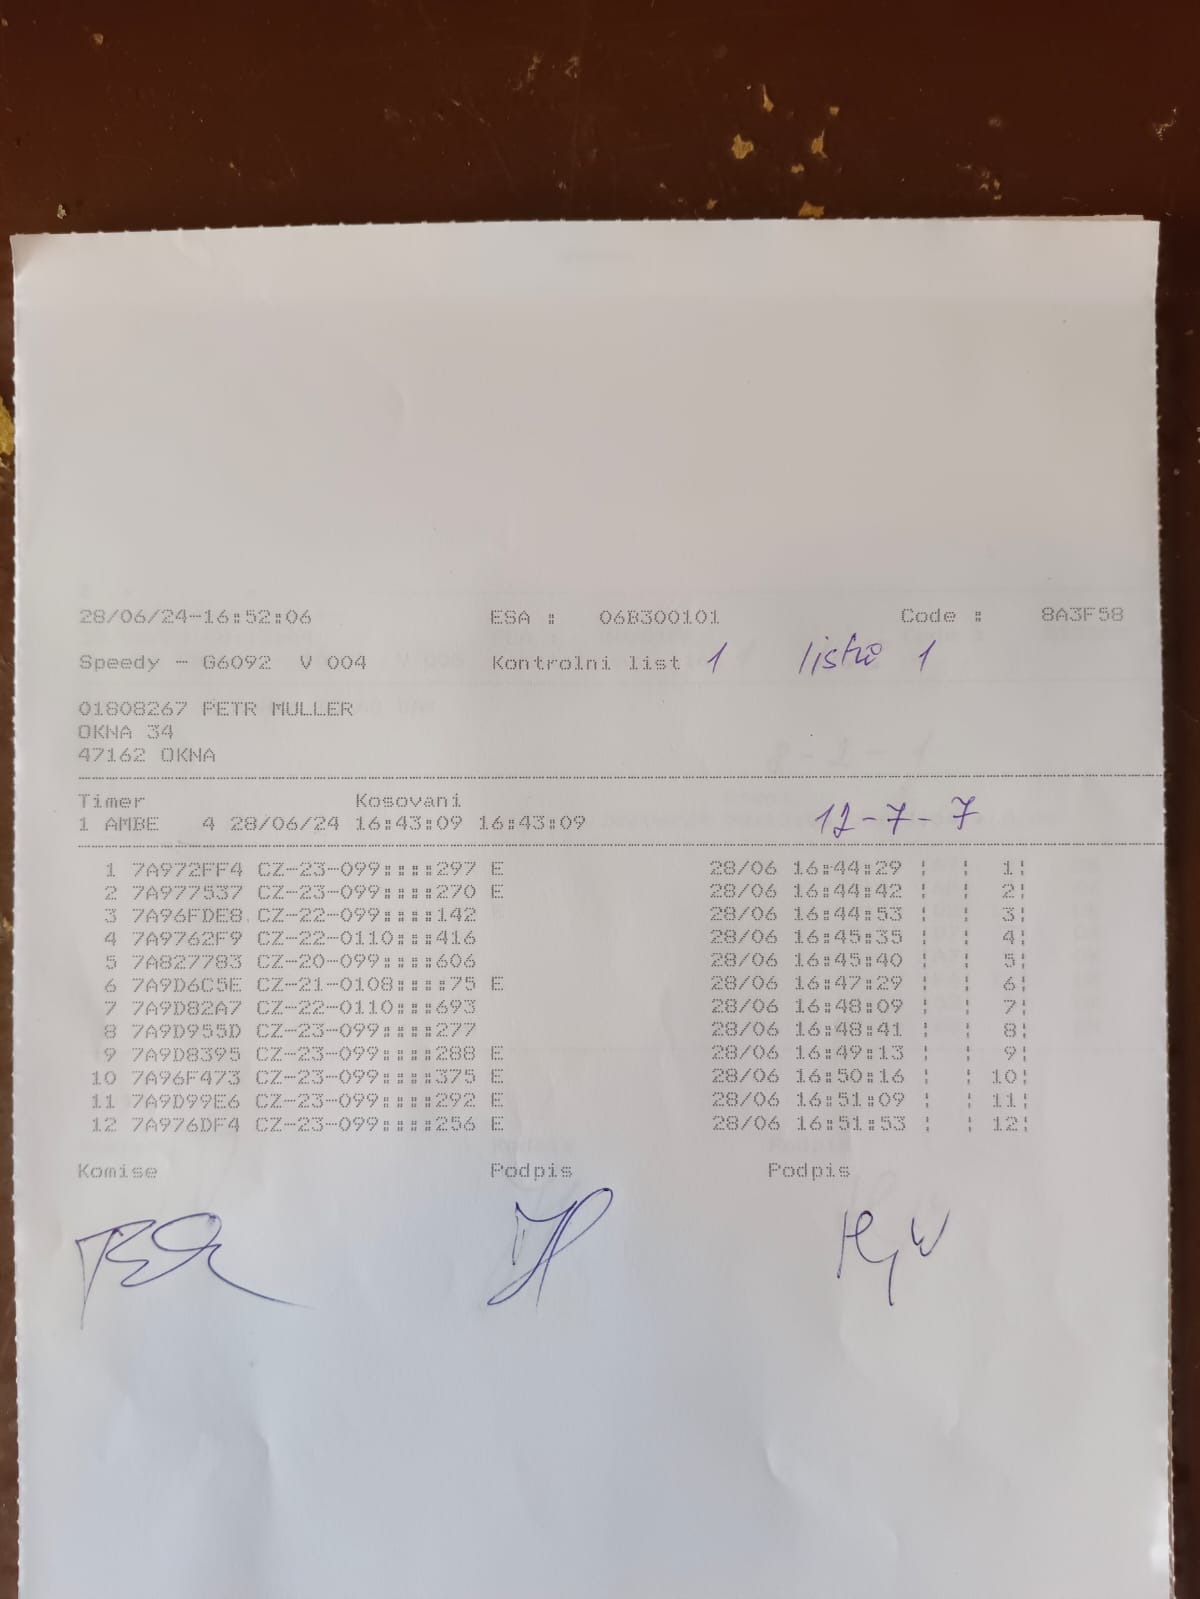 28/06/24-16:52:06 ESA : 06B300101 Code : 8A3F58
Speedy - G6092 V 004 Kontrolni list 1 listů 1
01808267 PETR MULLER
OKNA 34
47162 OKNA
Timer Kosovani
1 AMBE 4 28/06/24 16:43:09 16:43:09 12-7-7
1 7A972FF4 CZ-23-099::::297 E 28/06 16:44:29 ¦ ¦ 1¦
2 7A977537 CZ-23-099::::270 E 28/06 16:44:42 ¦ ¦ 2¦
3 7A96FDE8 CZ-22-099::::142 28/06 16:44:53 ¦ ¦ 3¦
4 7A9762F9 CZ-22-0110:::416 28/06 16:45:35 ¦ ¦ 4¦
5 7A827783 CZ-20-099::::606 28/06 16:45:40 ¦ ¦ 5¦
6 7A9D6C5E CZ-21-0108::::75 E 28/06 16:47:29 ¦ ¦ 6¦
7 7A9D82A7 CZ-22-0110:::693 28/06 16:48:09 ¦ ¦ 7¦
8 7A9D955D CZ-23-099::::277 28/06 16:48:41 ¦ ¦ 8¦
9 7A9D8395 CZ-23-099::::288 E 28/06 16:49:13 ¦ ¦ 9¦
10 7A96F473 CZ-23-099::::375 E 28/06 16:50:16 ¦ ¦ 10¦
11 7A9D99E6 CZ-23-099::::292 E 28/06 16:51:09 ¦ ¦ 11¦
12 7A976DF4 CZ-23-099::::256 E 28/06 16:51:53 ¦ ¦ 12¦
Komise Podpis Podpis